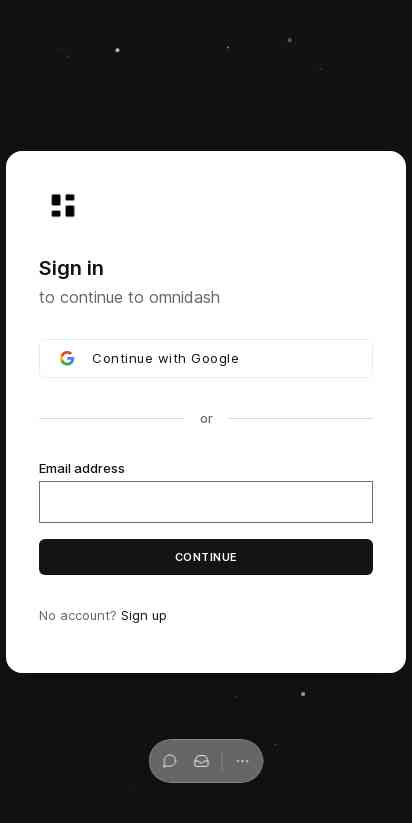 Sign in
to continue to omnidash
Continue with Google
or
Email address
CONTINUE
No account? Sign up